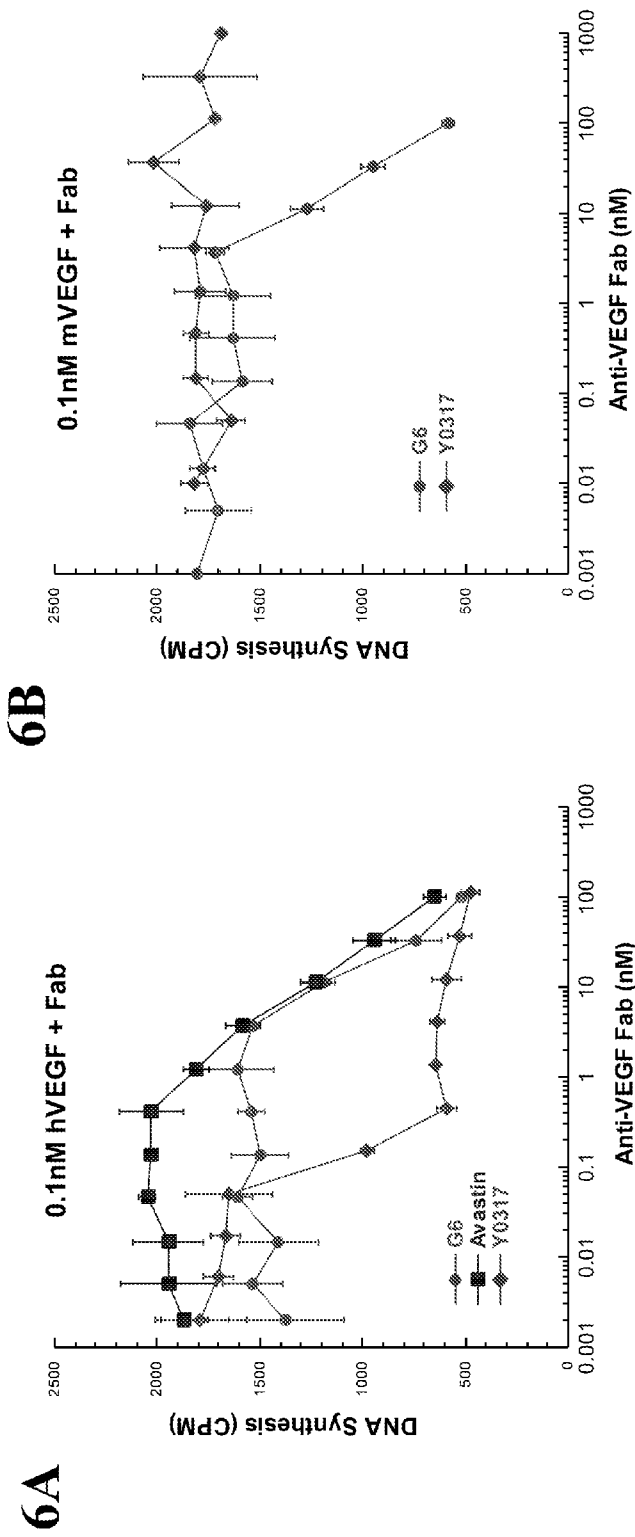 6A
0.1nM hVEGF + Fab
DNA Synthesis (CPM)
2500
2000
1500
1000
500
0
G6
Avastin
Y0317
0.001
0.01
0.1
1
10
100
1000
Anti-VEGF Fab (nM)
6B
0.1nM mVEGF + Fab
DNA Synthesis (CPM)
2500
2000
1500
1000
500
0
G6
Y0317
0.001
0.01
0.1
1
10
100
1000
Anti-VEGF Fab (nM)